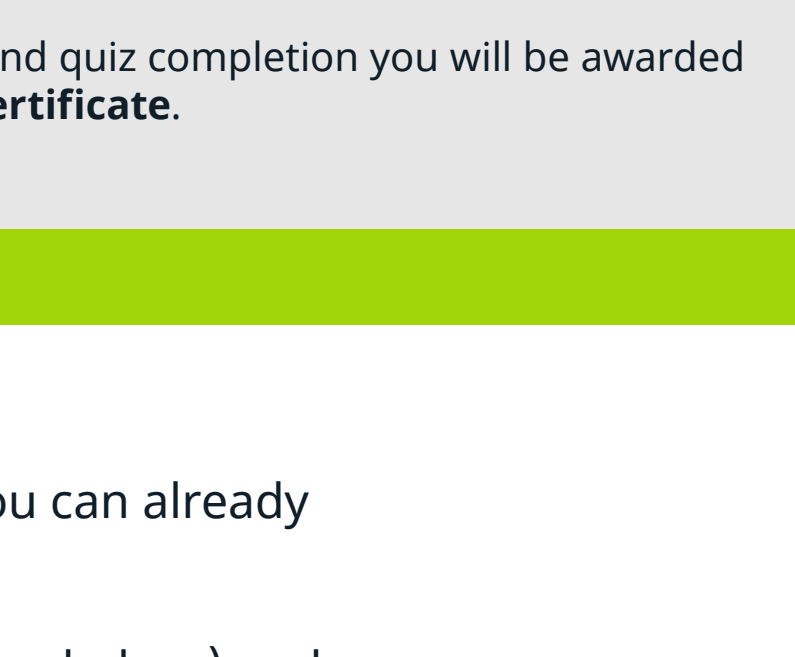 nd quiz completion you will be awarded
ertificate.
ou can already